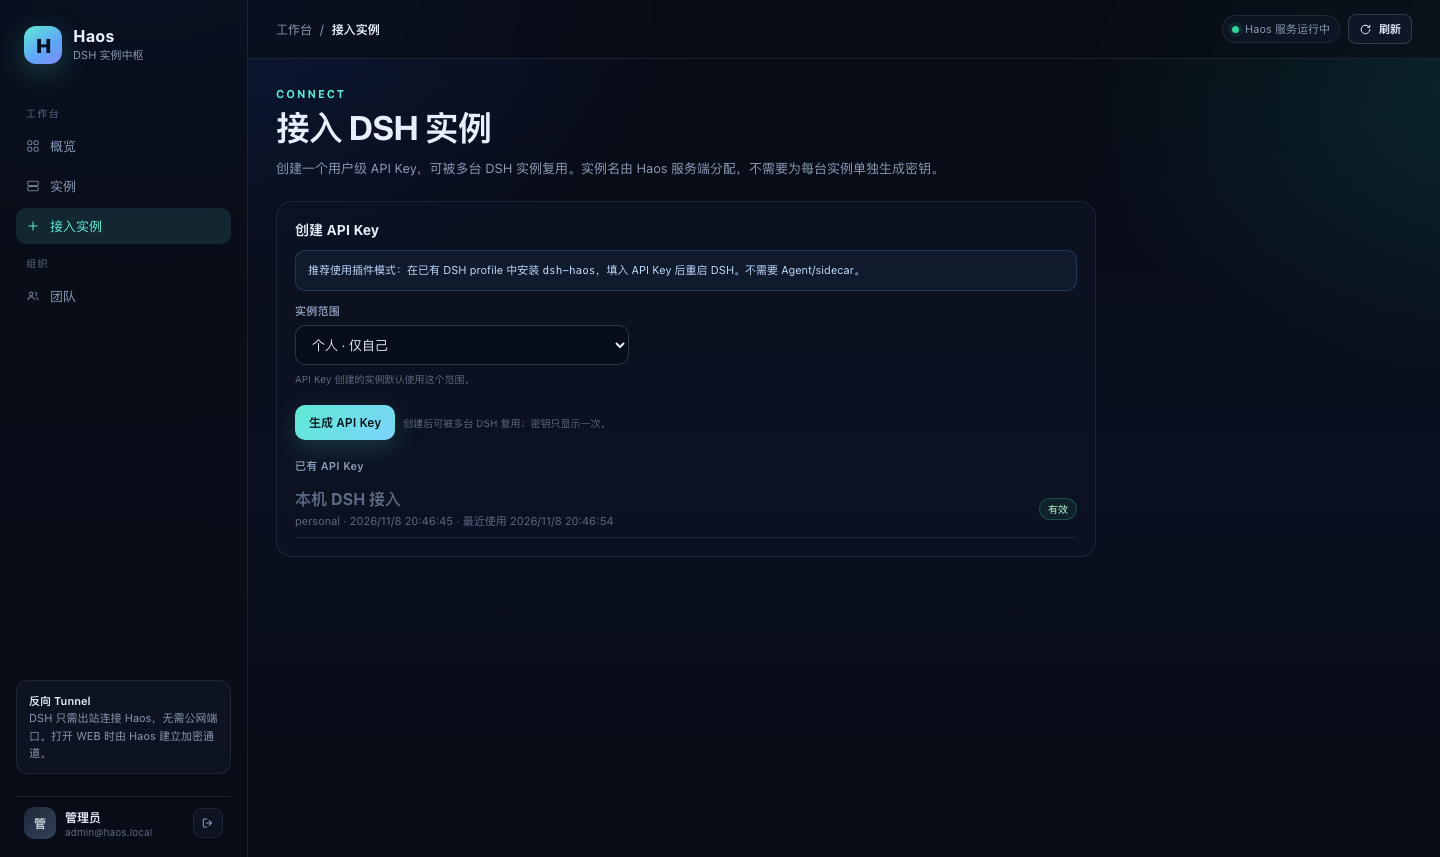 H
Haos
DSH 实例中枢
工作台
概览
实例
接入实例
组织
团队
反向 Tunnel
DSH 只需出站连接 Haos，无需公网端
口。打开 WEB 时由 Haos 建立加密通
道。
管
管理员
admin@haos.local
工作台 / 接入实例
Haos 服务运行中
刷新
CONNECT
接入 DSH 实例
创建一个用户级 API Key，可被多台 DSH 实例复用。实例名由 Haos 服务端分配，不需要为每台实例单独生成密钥。
创建 API Key
推荐使用插件模式：在已有 DSH profile 中安装 dsh-haos，填入 API Key 后重启 DSH。不需要 Agent/sidecar。
实例范围
个人 · 仅自己
API Key 创建的实例默认使用这个范围。
生成 API Key
创建后可被多台 DSH 复用；密钥只显示一次。
已有 API Key
本机 DSH 接入
personal · 2026/11/8 20:46:45 · 最近使用 2026/11/8 20:46:54
有效